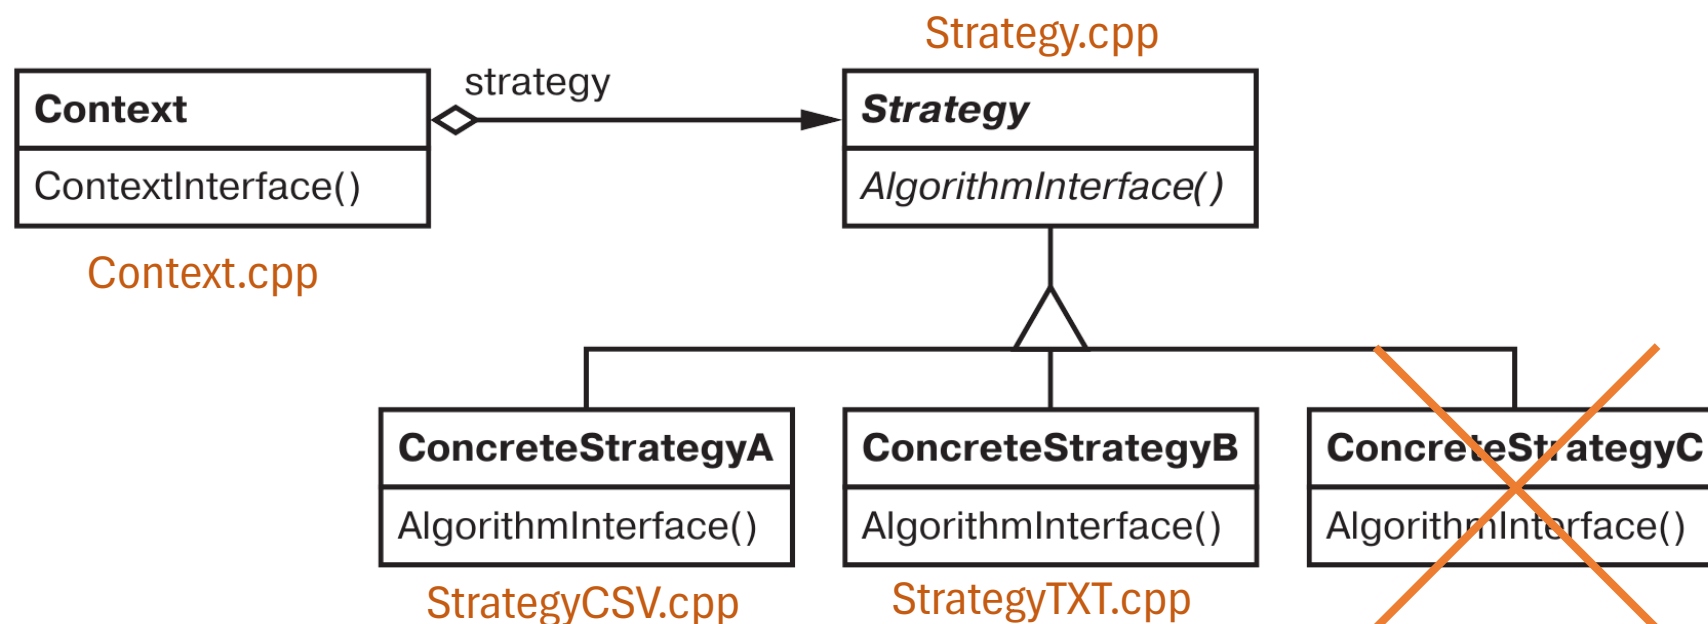 Strategy.cpp
strategy
Context
Strategy
ContextInterface()
AlgorithmInterface()
Context.cpp
ConcreteStrategyA
ConcreteStrategyB
ConcreteStrategyC
AlgorithmInterface()
AlgorithmInterface()
AlgorithmInterface()
StrategyCSV.cpp
StrategyTXT.cpp